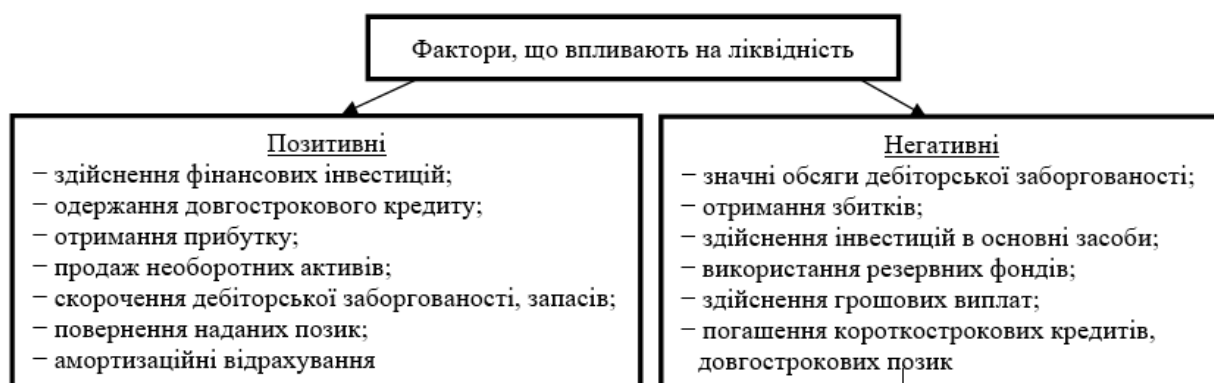 Фактори, що впливають на ліквідність
Позитивні
− здійснення фінансових інвестицій;
− одержання довгострокового кредиту;
− отримання прибутку;
− продаж необоротних активів;
− скорочення дебіторської заборгованості, запасів;
− повернення наданих позик;
− амортизаційні відрахування
Негативні
− значні обсяги дебіторської заборгованості;
− отримання збитків;
− здійснення інвестицій в основні засоби;
− використання резервних фондів;
− здійснення грошових виплат;
− погашення короткострокових кредитів,
довгострокових позик